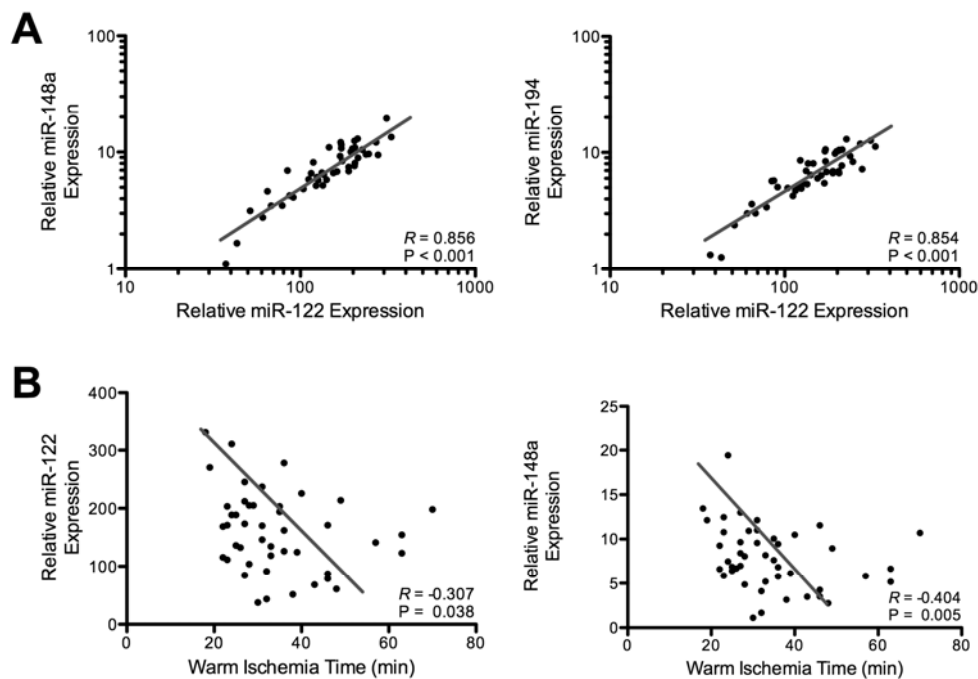 A
Relative miR-148a
Expression
100
10
1
10
100
1000
R = 0.856
P < 0.001
Relative miR-122 Expression
Relative miR-194
Expression
100
10
1
10
100
1000
R = 0.854
P < 0.001
Relative miR-122 Expression
B
Relative miR-122
Expression
400
300
200
100
0
0
20
40
60
80
R = -0.307
P = 0.038
Warm Ischemia Time (min)
Relative miR-148a
Expression
25
20
15
10
5
0
0
20
40
60
80
R = -0.404
P = 0.005
Warm Ischemia Time (min)